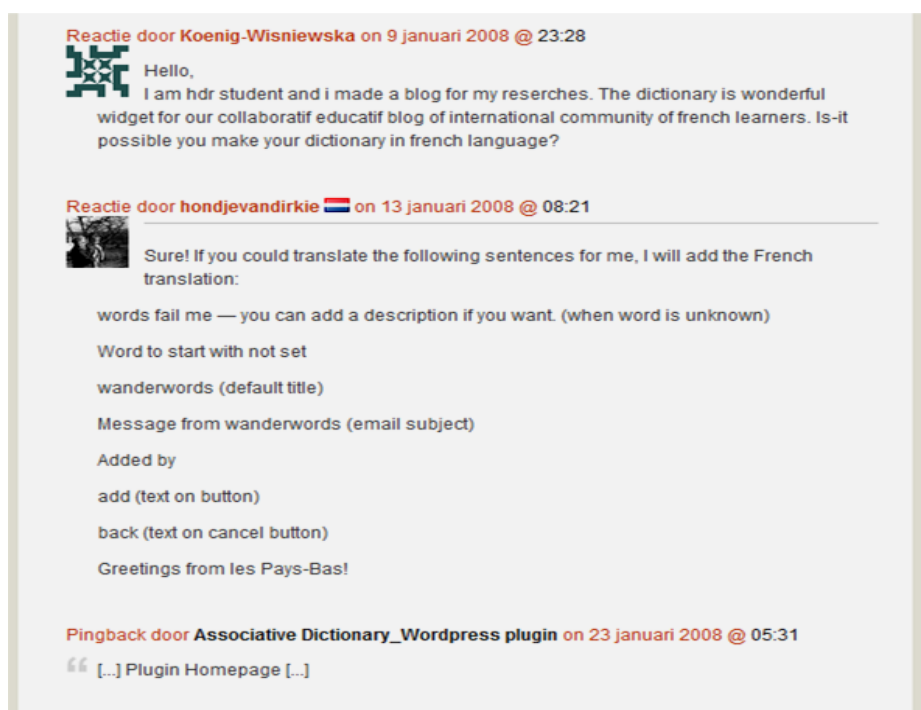 Reactie door Koenig-Wisniewska on 9 januari 2008 @ 23:28
Hello,
I am hdr student and i made a blog for my reserches. The dictionary is wonderful
widget for our collaboratif educatif blog of international community of french learners. Is-it
possible you make your dictionary in french language?
Reactie door hondjevandirkie on 13 januari 2008 @ 08:21
Sure! If you could translate the following sentences for me, I will add the French
translation:
words fail me — you can add a description if you want. (when word is unknown)
Word to start with not set
wanderwords (default title)
Message from wanderwords (email subject)
Added by
add (text on button)
back (text on cancel button)
Greetings from les Pays-Bas!
Pingback door Associative Dictionary_Wordpress plugin on 23 januari 2008 @ 05:31
“ [...] Plugin Homepage [...]